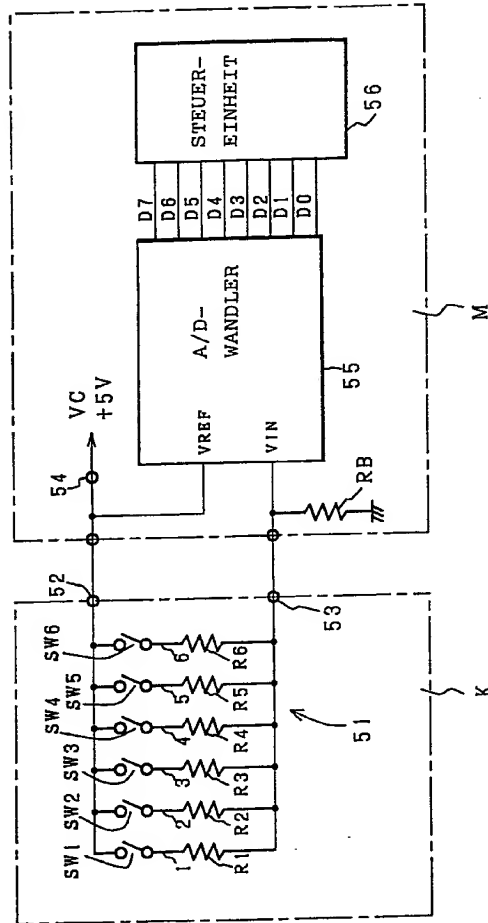 SW1
SW2
SW3
SW4
SW5
SW6
1
2
3
4
5
6
R1
R2
R3
R4
R5
R6
51
K
52
53
54
VC
+5V
VREF
VIN
A/D-
WANDLER
55
RB
D7
D6
D5
D4
D3
D2
D1
D0
STEUER-
EINHEIT
56
M